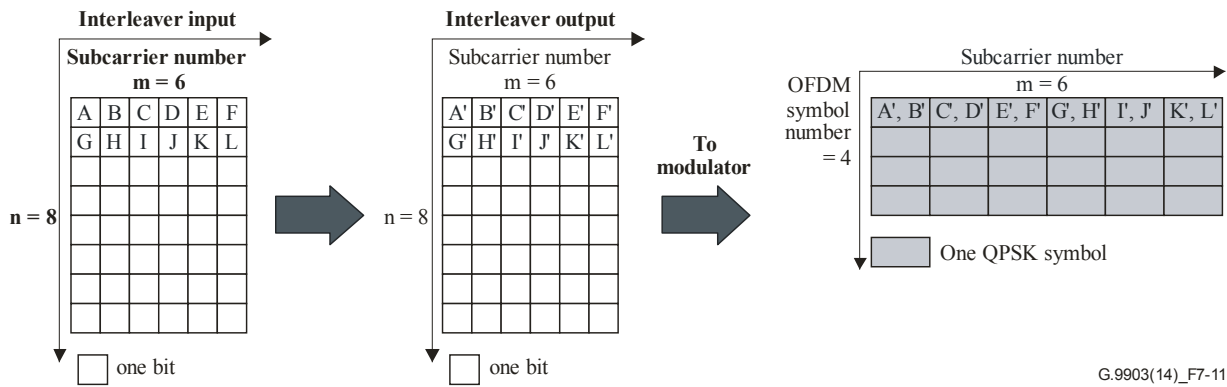 Interleaver input
Subcarrier number
m = 6
A B C D E F
G H I J K L
n = 8
one bit
Interleaver output
Subcarrier number
m = 6
A' B' C' D' E' F'
G' H' I' J' K' L'
n = 8
one bit
To
modulator
Subcarrier number
m = 6
OFDM
symbol
number
= 4
A', B' C', D' E', F' G', H' I', J' K', L'
One QPSK symbol
G.9903(14)_F7-11